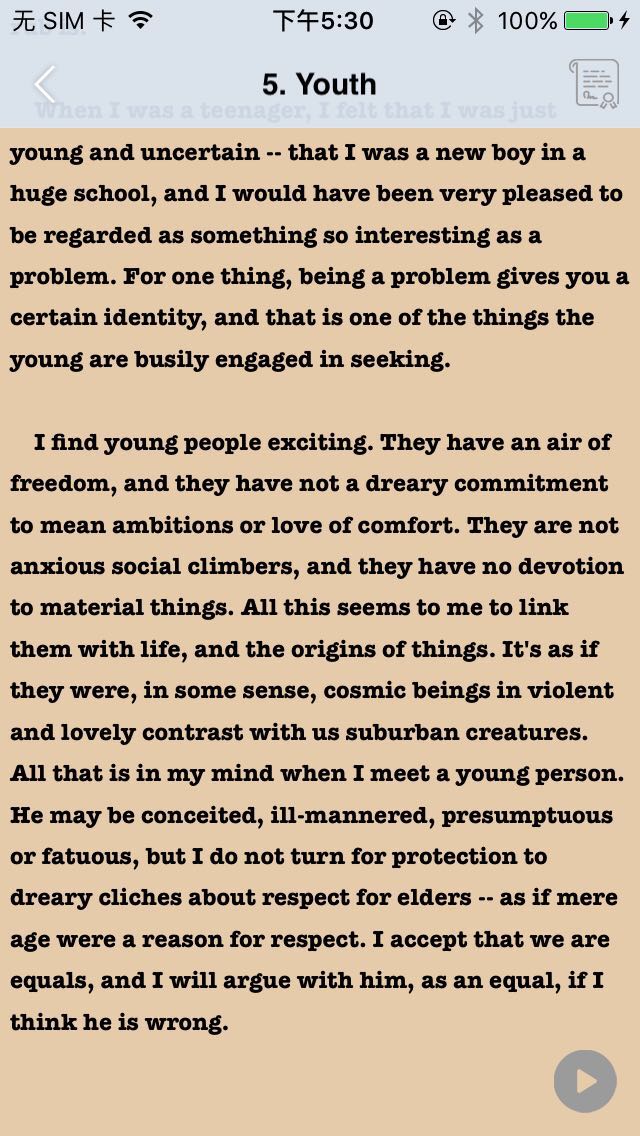 无 SIM 卡 下午5:30 100%
5. Youth
When I was a teenager, I felt that I was just
young and uncertain -- that I was a new boy in a
huge school, and I would have been very pleased to
be regarded as something so interesting as a
problem. For one thing, being a problem gives you a
certain identity, and that is one of the things the
young are busily engaged in seeking.
I find young people exciting. They have an air of
freedom, and they have not a dreary commitment
to mean ambitions or love of comfort. They are not
anxious social climbers, and they have no devotion
to material things. All this seems to me to link
them with life, and the origins of things. It's as if
they were, in some sense, cosmic beings in violent
and lovely contrast with us suburban creatures.
All that is in my mind when I meet a young person.
He may be conceited, ill-mannered, presumptuous
or fatuous, but I do not turn for protection to
dreary cliches about respect for elders -- as if mere
age were a reason for respect. I accept that we are
equals, and I will argue with him, as an equal, if I
think he is wrong.